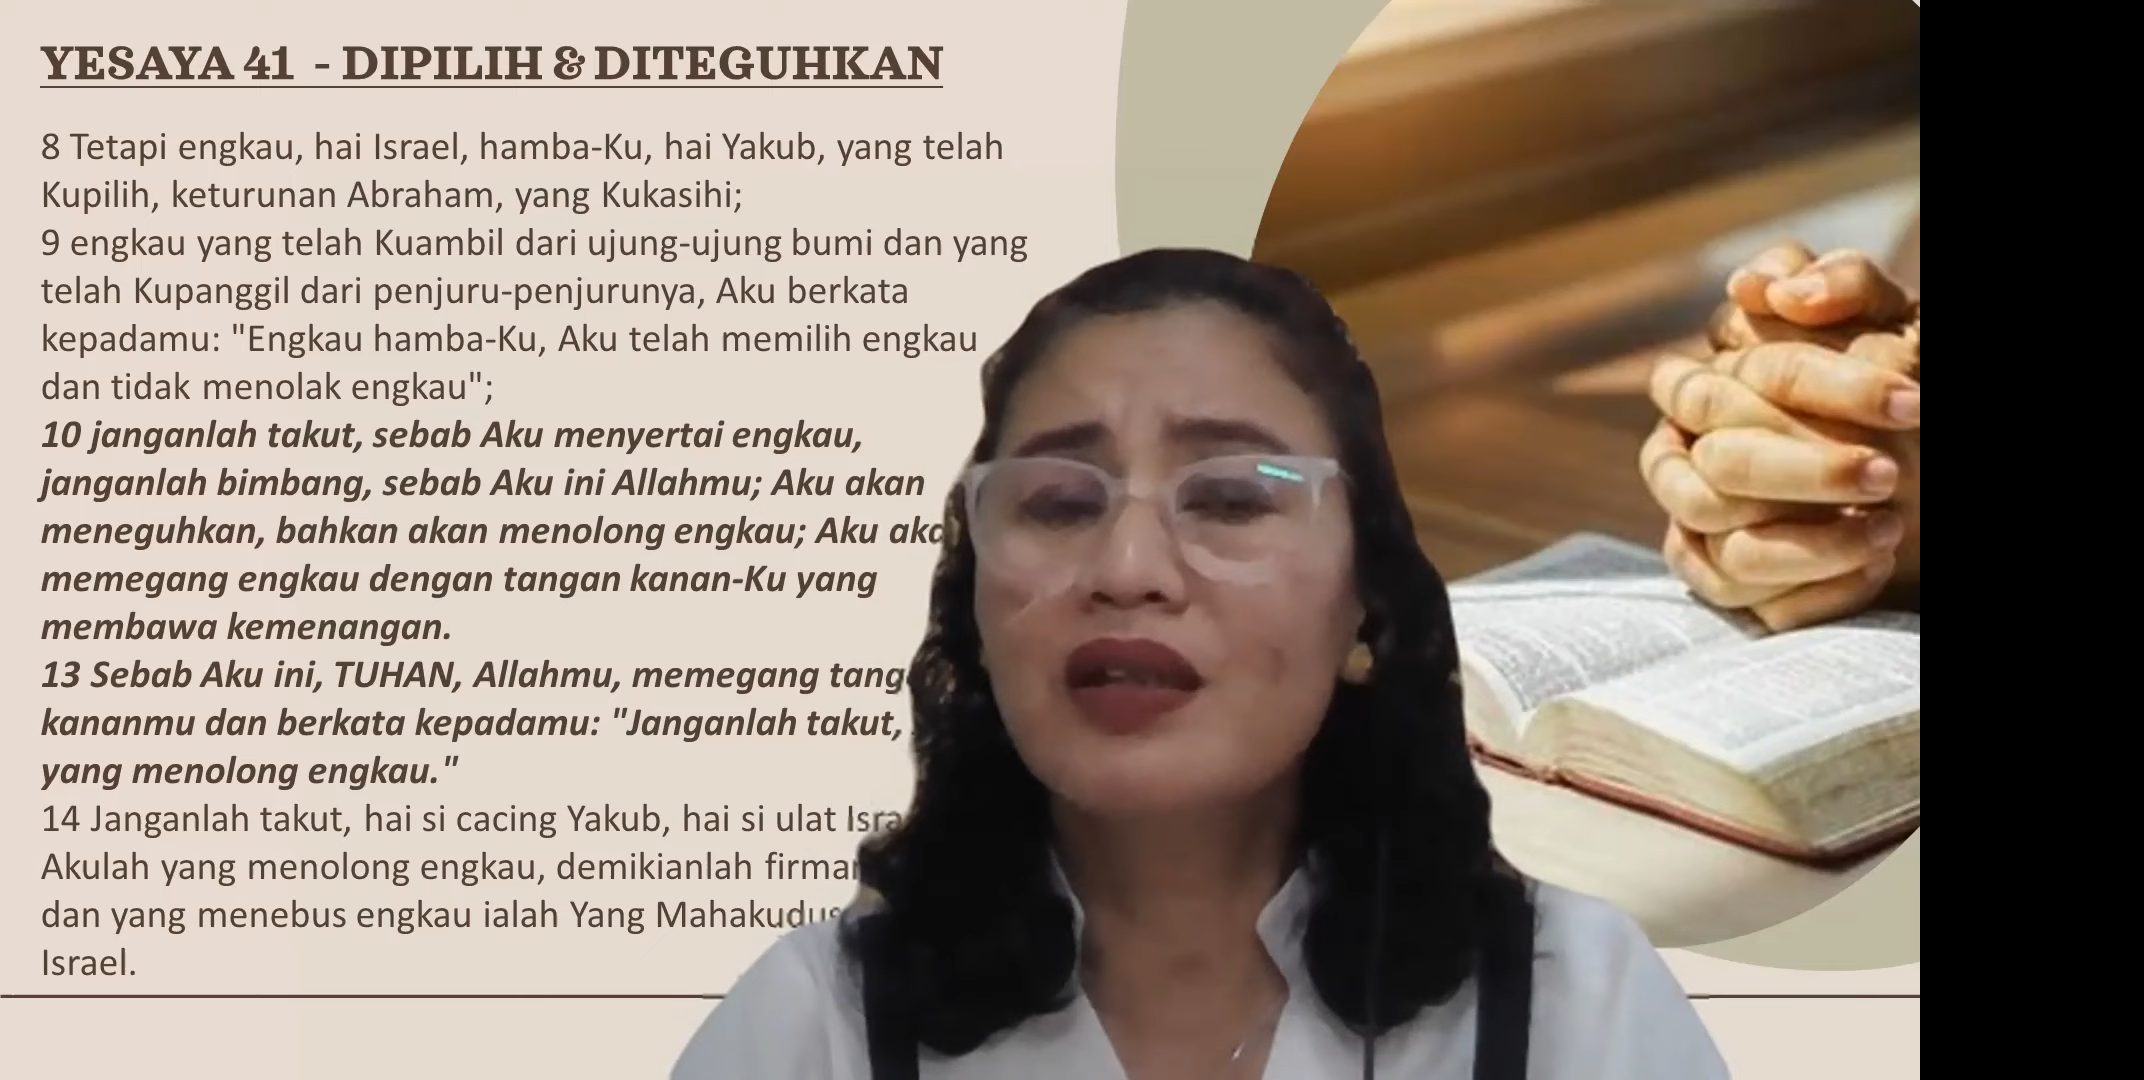 YESAYA 41 - DIPILIH & DITEGUHKAN
8 Tetapi engkau, hai Israel, hamba-Ku, hai Yakub, yang telah
Kupilih, keturunan Abraham, yang Kukasihi;
9 engkau yang telah Kuambil dari ujung-ujung bumi dan yang
telah Kupanggil dari penjuru-penjurunya, Aku berkata
kepadamu: "Engkau hamba-Ku, Aku telah memilih engkau
dan tidak menolak engkau";
10 janganlah takut, sebab Aku menyertai engkau,
janganlah bimbang, sebab Aku ini Allahmu; Aku akan
meneguhkan, bahkan akan menolong engkau; Aku
memegang engkau dengan tangan kanan-Ku yang
membawa kemenangan.
13 Sebab Aku ini, TUHAN, Allahmu, memegang
kananmu dan berkata kepadamu: "Janganlah takut,
yang menolong engkau."
14 Janganlah takut, hai si cacing Yakub, hai si ulat
Akulah yang menolong engkau, demikianlah
dan yang menebus engkau ialah Yang
Israel.